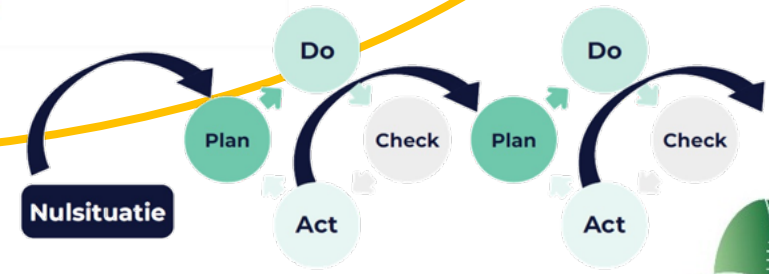 Nulsituatie
Plan
Do
Check
Act
Plan
Do
Check
Act